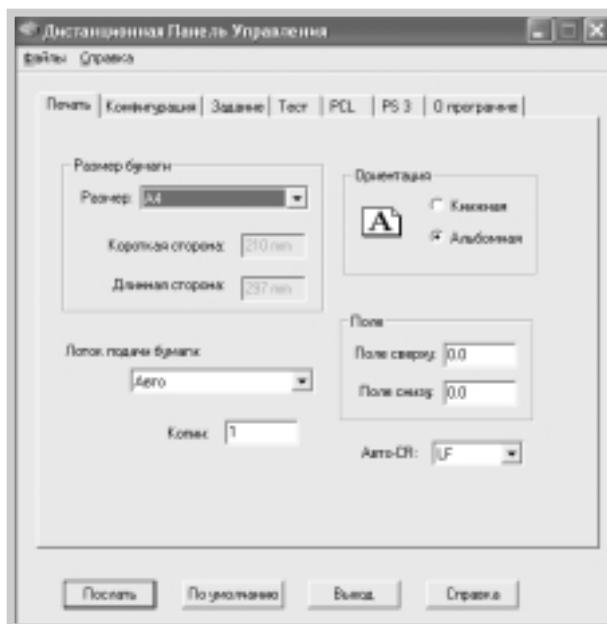 Дистанционная Панель Управления
Файлы Справка
Печать Конфигурация Задание Тест PCL PS 3 О программе
Размер бумаги
Размер: A4
Короткая сторона: 210 mm
Длинная сторона: 297 mm
Лоток подачи бумаги:
Авто
Копии: 1
Ориентация
A
Книжная
Альбомная
Поле
Поле сверху: 0.0
Поле снизу: 0.0
Авто-CR: LF
Послать По умолчанию Выход Справка